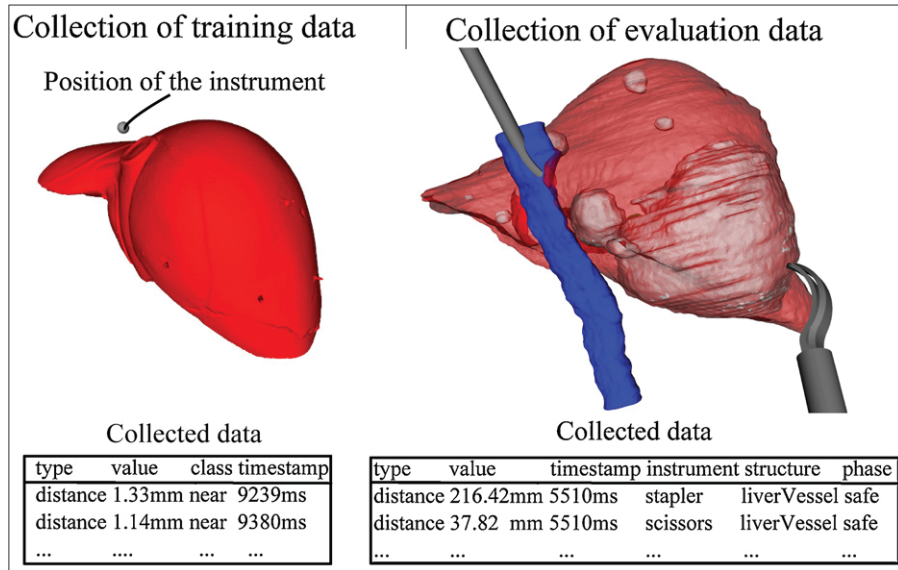 Collection of training data
Position of the instrument
Collected data
type value class timestamp
distance 1.33mm near 9239ms
distance 1.14mm near 9380ms
... .... ... ...
Collection of evaluation data
Collected data
type value timestamp instrument structure phase
distance 216.42mm 5510ms stapler liverVessel safe
distance 37.82 mm 5510ms scissors liverVessel safe
... ... ... ... ... ...